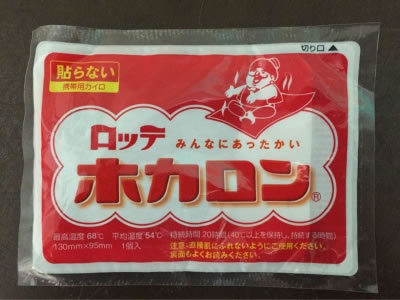 切り口▲
貼らない
携帯用カイロ
ロッテ みんなにあったかい
ホカロン®
最高温度 68℃ 平均温度 54℃ 持続時間 20時間(40℃以上を保持し、持続する時間)
130mm×95mm 1個入 注意:直接肌にふれないようにご使用ください。
裏面もよくお読みください。